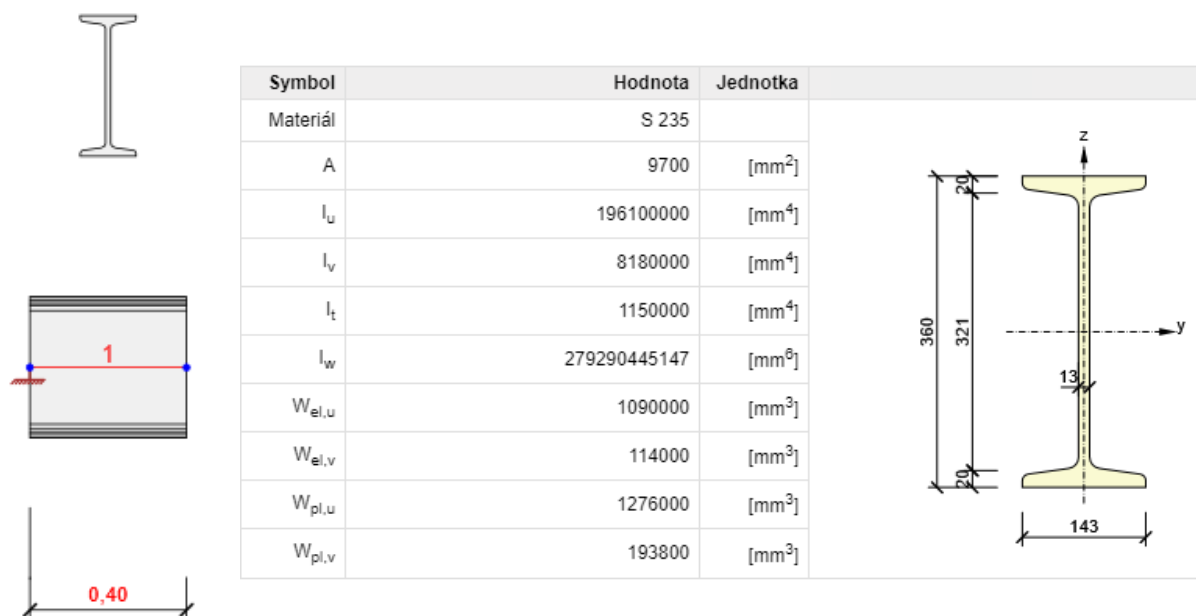 Symbol Hodnota Jednotka
Materiál S 235
A 9700 [mm²]
Iu 196100000 [mm⁴]
Iv 8180000 [mm⁴]
It 1150000 [mm⁴]
Iw 279290445147 [mm⁶]
Wel,u 1090000 [mm³]
Wel,v 114000 [mm³]
Wpl,u 1276000 [mm³]
Wpl,v 193800 [mm³]
1
0,40
z
20
360
321
y
13
20
143